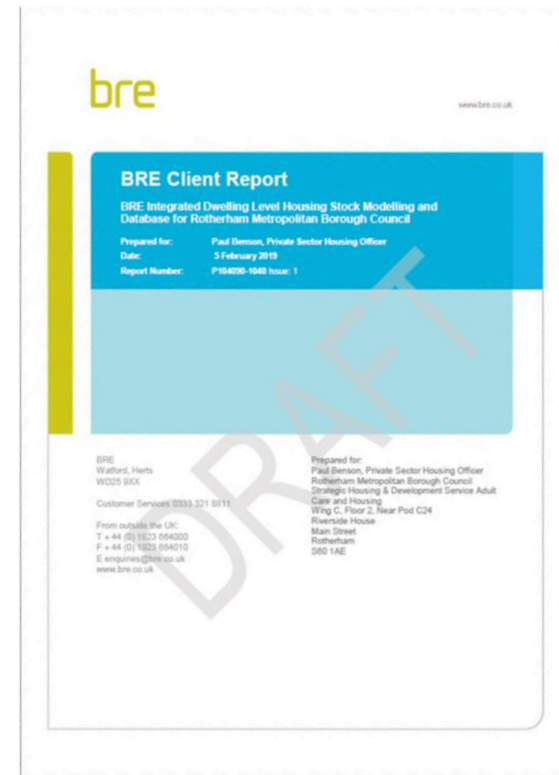 bre
www.bre.co.uk
BRE Client Report
BRE Integrated Dwelling Level Housing Stock Modelling and
Database for Rotherham Metropolitan Borough Council
Prepared for: Paul Benson, Private Sector Housing Officer
Date: 5 February 2019
Report Number: P104090-1040 Issue: 1
DRAFT
BRE
Watford, Herts
WD25 9XX
Customer Services 0333 321 8811
From outside the UK:
T + 44 (0) 1923 664000
F + 44 (0) 1923 664010
E enquiries@bre.co.uk
www.bre.co.uk
Prepared for:
Paul Benson, Private Sector Housing Officer
Rotherham Metropolitan Borough Council
Strategic Housing & Development Service Adult
Care and Housing
Wing C, Floor 2, Near Pod C24
Riverside House
Main Street
Rotherham
S60 1AE